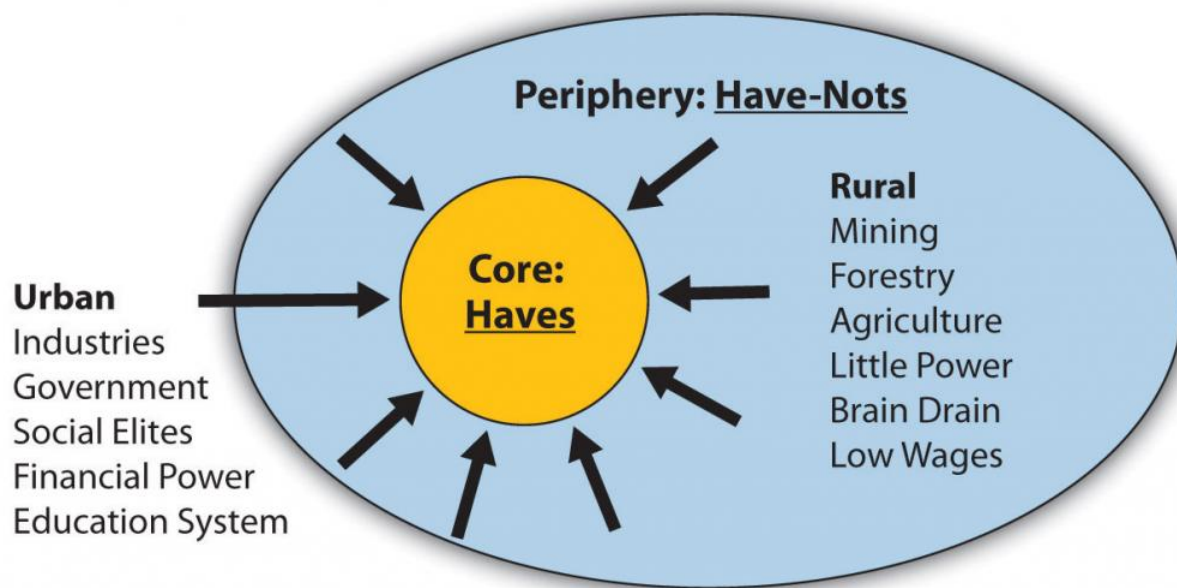 Periphery: Have-Nots
Core:
Haves
Urban
Industries
Government
Social Elites
Financial Power
Education System
Rural
Mining
Forestry
Agriculture
Little Power
Brain Drain
Low Wages